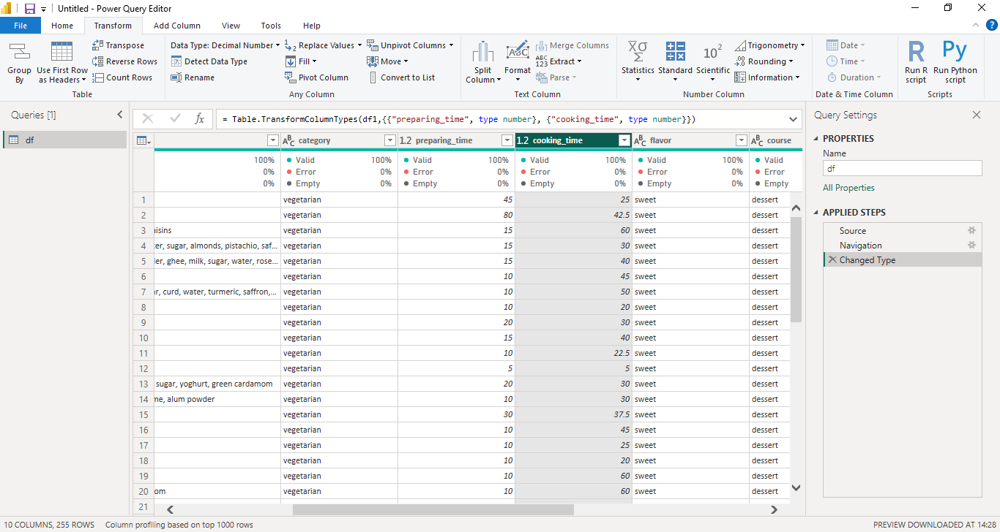 Untitled - Power Query Editor
File Home Transform Add Column View Tools Help
Group By
Use First Row as Headers
Transpose
Reverse Rows
Count Rows
Table
Data Type: Decimal Number
Detect Data Type
Rename
Replace Values
Fill
Pivot Column
Unpivot Columns
Move
Convert to List
Any Column
Split Column
Format
Merge Columns
Extract
Parse
Text Column
Statistics
Standard
Scientific
Trigonometry
Rounding
Information
Number Column
Date
Time
Duration
Date & Time Column
Run R script
Run Python script
Scripts
Queries [1]
df
= Table.TransformColumnTypes(df1,{{"preparing_time", type number}, {"cooking_time", type number}})
category 1.2 preparing_time 1.2 cooking_time flavor course
100% Valid 100% Valid 100% Valid 100% Valid 100% Valid
0% Error 0% Error 0% Error 0% Error 0% Error
0% Empty 0% Empty 0% Empty 0% Empty 0% Empty
1 vegetarian 45 25 sweet dessert
2 vegetarian 80 42.5 sweet dessert
3 iisins vegetarian 15 60 sweet dessert
4 er, sugar, almonds, pistachio, saf... vegetarian 15 30 sweet dessert
5 er, ghee, milk, sugar, water, rose... vegetarian 15 40 sweet dessert
6 vegetarian 10 45 sweet dessert
7 r, curd, water, turmeric, saffron,... vegetarian 10 50 sweet dessert
8 vegetarian 10 20 sweet dessert
9 vegetarian 20 30 sweet dessert
10 vegetarian 15 40 sweet dessert
11 vegetarian 10 22.5 sweet dessert
12 vegetarian 5 5 sweet dessert
13 sugar, yoghurt, green cardamom vegetarian 20 30 sweet dessert
14 ne, alum powder vegetarian 10 30 sweet dessert
15 vegetarian 30 37.5 sweet dessert
16 vegetarian 10 45 sweet dessert
17 vegetarian 10 25 sweet dessert
18 vegetarian 10 20 sweet dessert
19 vegetarian 10 60 sweet dessert
20 om vegetarian 10 60 sweet dessert
21
Query Settings
PROPERTIES
Name
df
All Properties
APPLIED STEPS
Source
Navigation
Changed Type
10 COLUMNS, 255 ROWS Column profiling based on top 1000 rows
PREVIEW DOWNLOADED AT 14:28